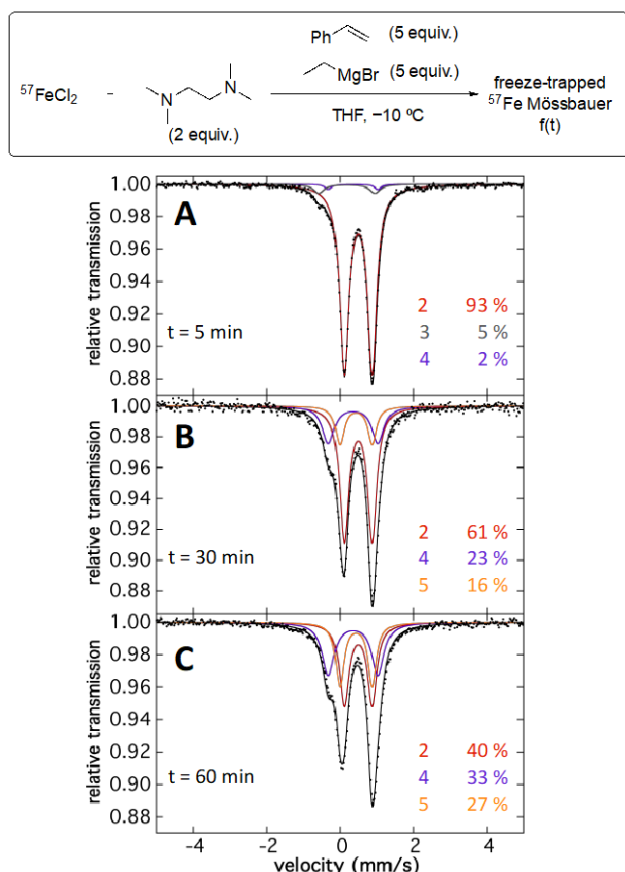 Ph (5 equiv.)
MgBr (5 equiv.)
⁵⁷FeCl₂ – N N (2 equiv.)
THF, −10 ºC
freeze-trapped
⁵⁷Fe Mössbauer
f(t)
A
relative transmission
1.00
0.98
0.96
0.94
0.92
0.90
0.88
t = 5 min
2 93 %
3 5 %
4 2 %
B
relative transmission
1.00
0.98
0.96
0.94
0.92
0.90
0.88
t = 30 min
2 61 %
4 23 %
5 16 %
C
relative transmission
1.00
0.98
0.96
0.94
0.92
0.90
0.88
t = 60 min
2 40 %
4 33 %
5 27 %
-4 -2 0 2 4
velocity (mm/s)